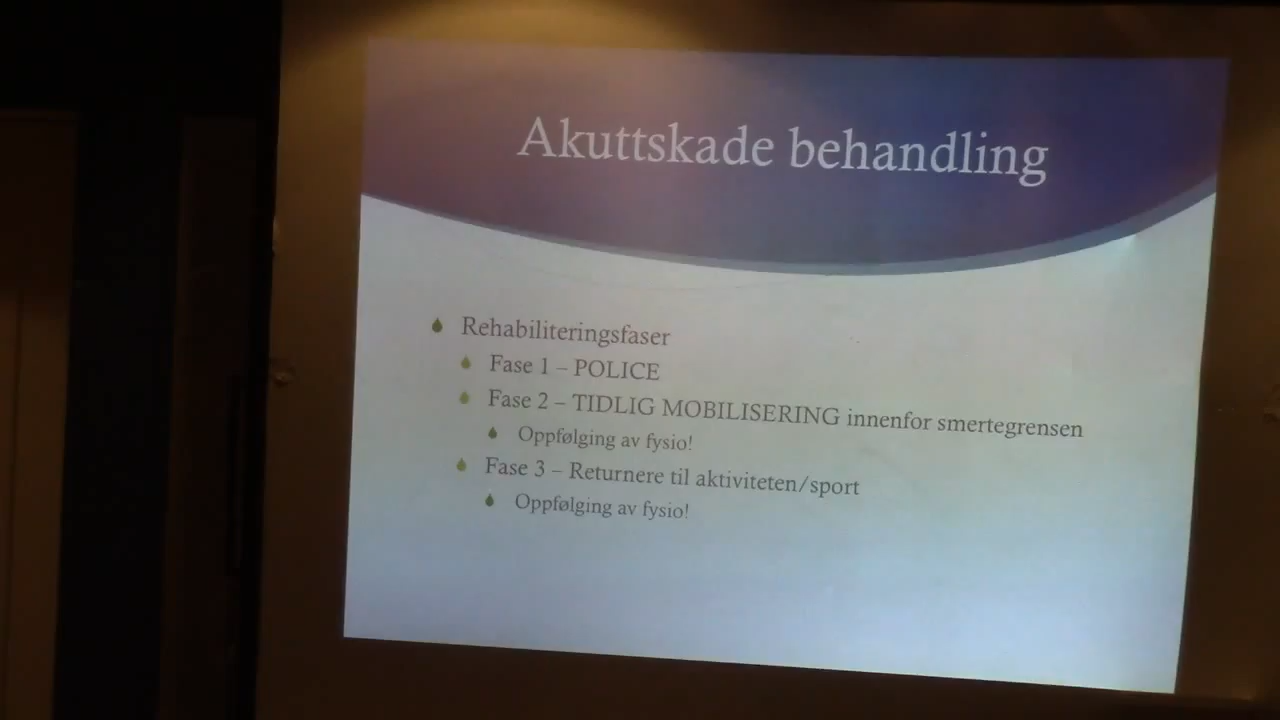 Akuttskade behandling
Rehabiliteringsfaser
Fase 1 – POLICE
Fase 2 – TIDLIG MOBILISERING innenfor smertegrensen
Oppfølging av fysio!
Fase 3 – Returnere til aktiviteten/sport
Oppfølging av fysio!